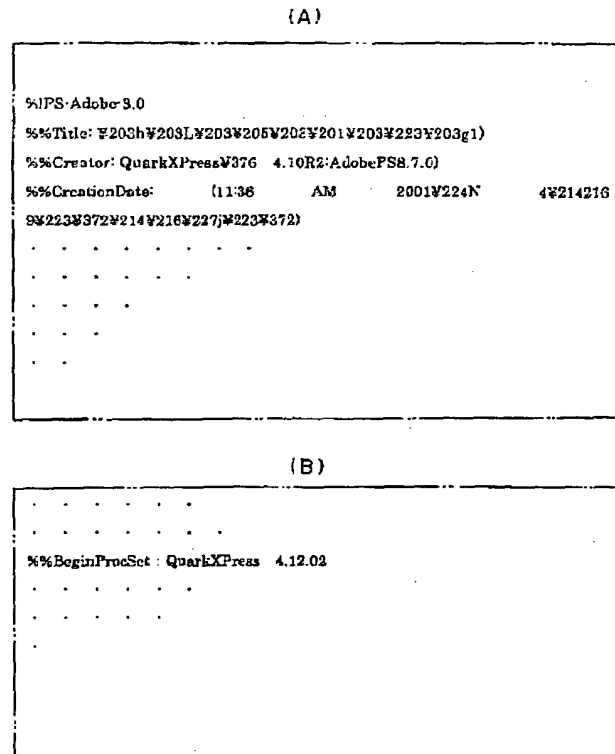 (A)
%!PS-Adobe-3.0
%%Title: ¥203h¥203L¥203¥205¥202¥201¥203¥223¥203g1)
%%Creator: QuarkXPress¥376 4.10R2:AdobePS8.7.0)
%%CreationDate: (11:36 AM 2001¥224N 4¥214216
9¥223¥372¥214¥216¥227j¥223¥372)
. . . . . . . .
. . . . . .
. . . .
. . .
. .
(B)
. . . . . .
. . . . . . .
%%BeginProcSet : QuarkXPress 4.12.02
. . . . . .
. . . . .
.